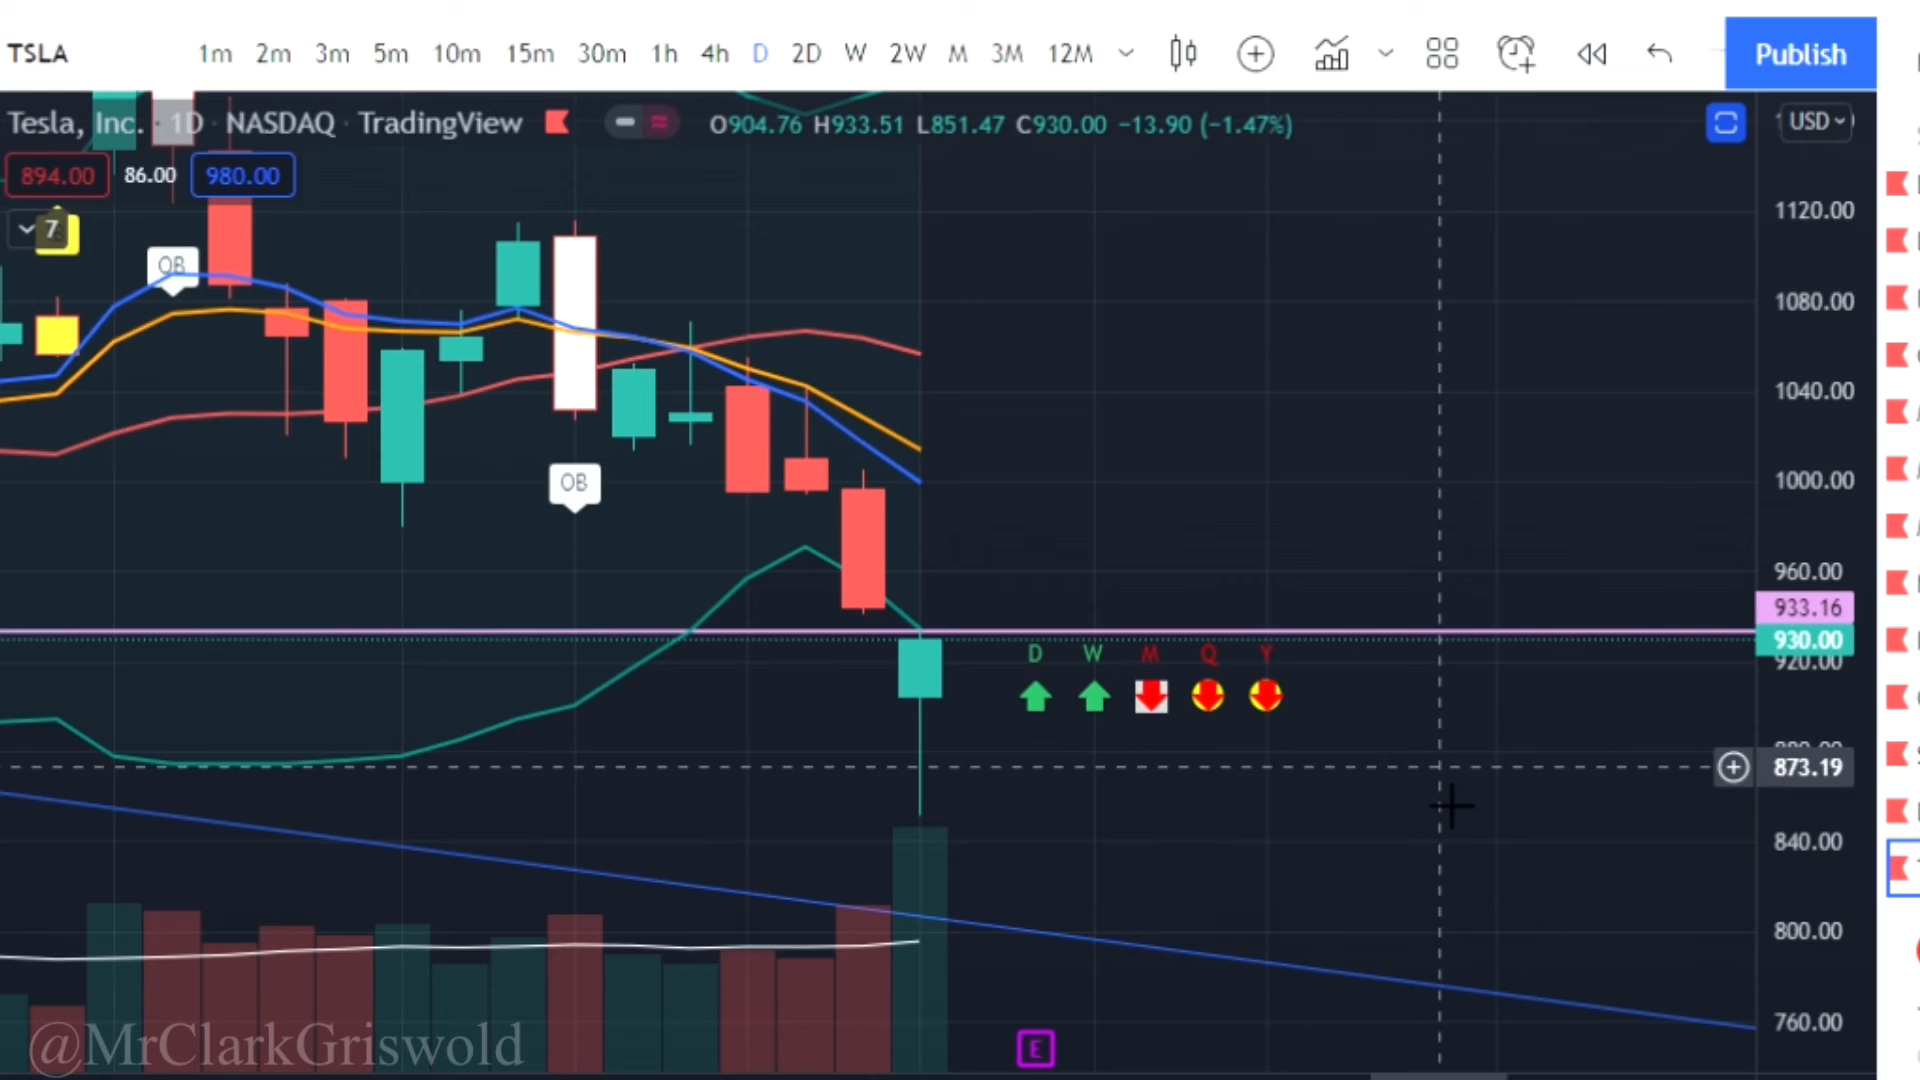 TSLA 1m 2m 3m 5m 10m 15m 30m 1h 4h D 2D W 2W M 3M 12M Publish
Tesla, Inc. · 1D · NASDAQ · TradingView O904.76 H933.51 L851.47 C930.00 −13.90 (−1.47%) USD
894.00 86.00 980.00
1120.00
7
OB
1080.00
1040.00
OB
1000.00
960.00
933.16
930.00
D W M Q Y
920.00
873.19
840.00
800.00
760.00
@MrClarkGriswold
E